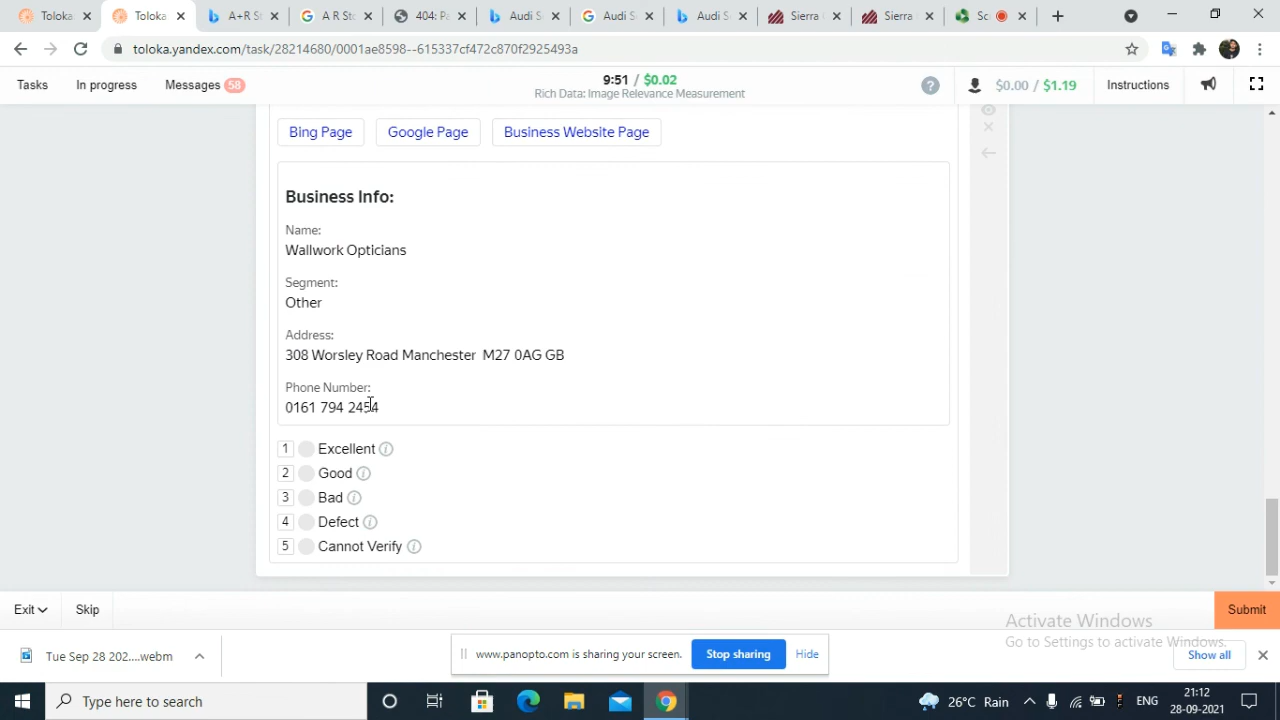 Toloka
Toloka
A+R St
A R Sto
404: Pa
Audi S
Audi S
Audi S
Sierra
Sierra
Sc
toloka.yandex.com/task/28214680/0001ae8598--615337cf472c870f2925493a
Tasks
In progress
Messages 58
9:51 / $0.02
Rich Data: Image Relevance Measurement
?
$0.00 / $1.19
Instructions
Bing Page
Google Page
Business Website Page
Business Info:
Name:
Wallwork Opticians
Segment:
Other
Address:
308 Worsley Road Manchester M27 0AG GB
Phone Number:
0161 794 2454
1 Excellent
2 Good
3 Bad
4 Defect
5 Cannot Verify
Exit
Skip
Submit
Activate Windows
Go to Settings to activate Windows.
Tue Sep 28 202....webm
www.panopto.com is sharing your screen.
Stop sharing
Hide
Show all
Type here to search
26°C Rain
ENG
21:12
28-09-2021